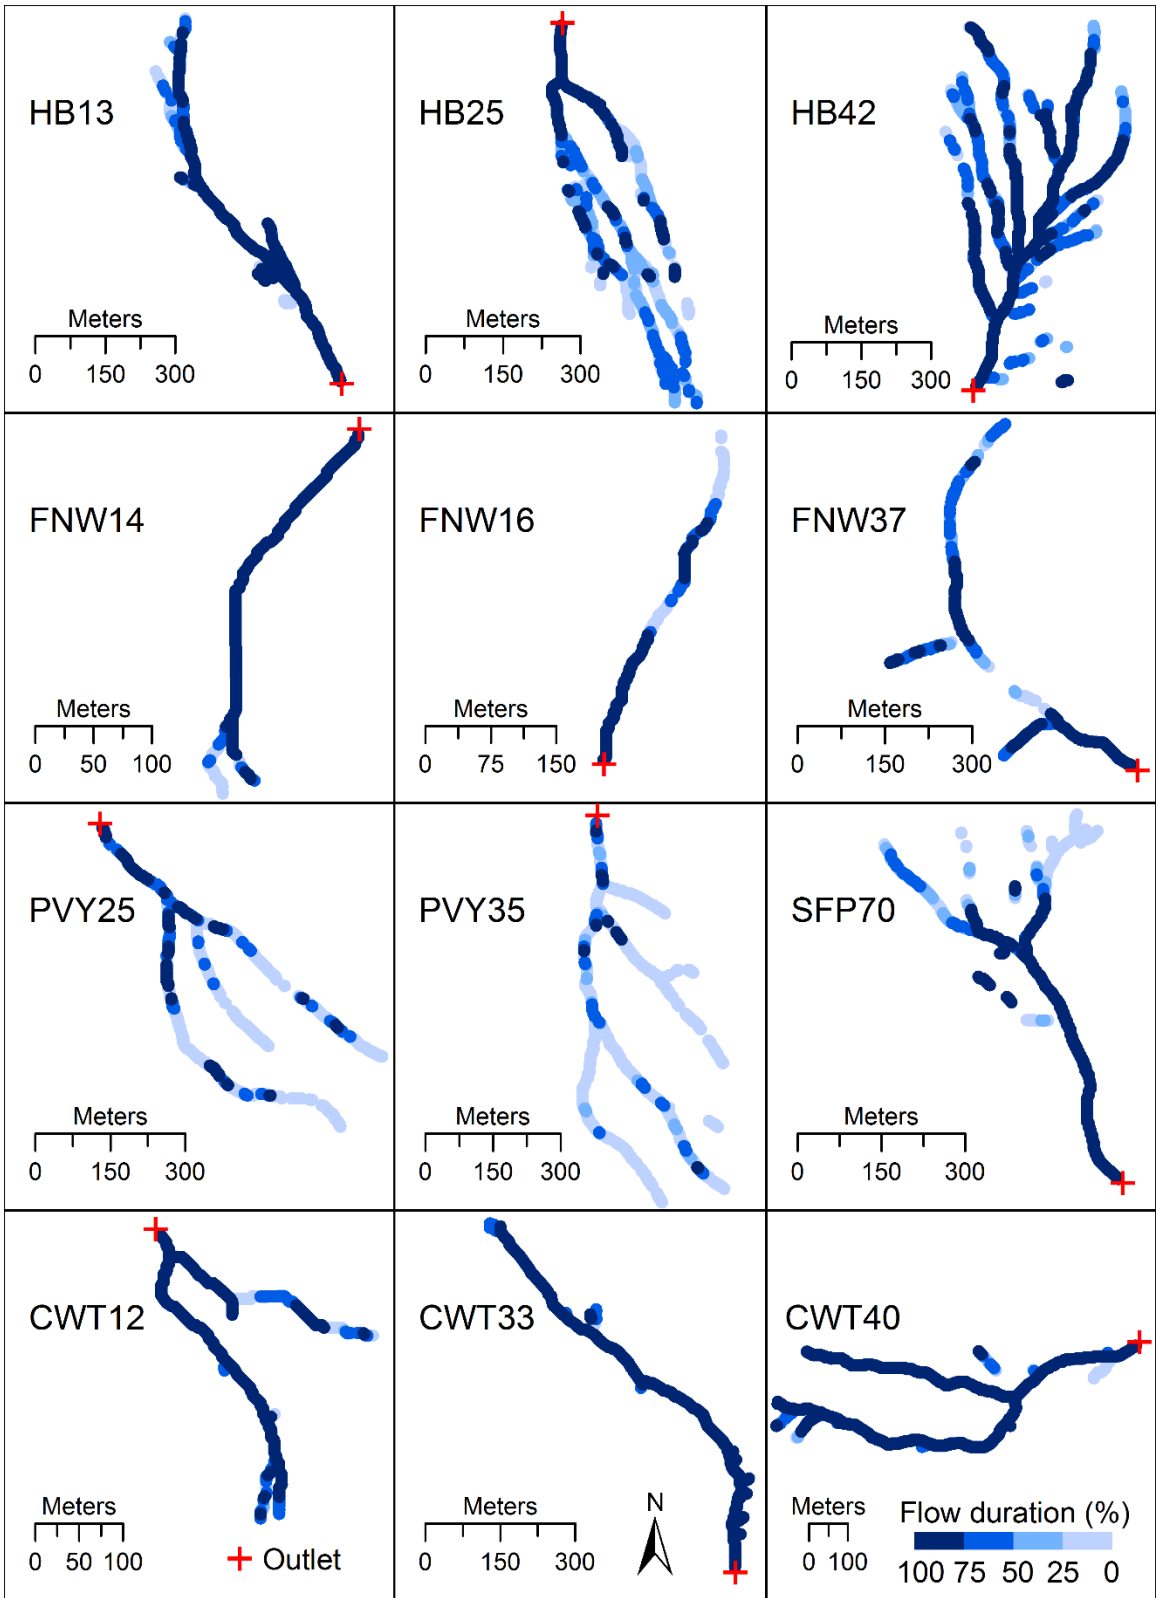 HB13
Meters
0 150 300
HB25
Meters
0 150 300
HB42
Meters
0 150 300
FNW14
Meters
0 50 100
FNW16
Meters
0 75 150
FNW37
Meters
0 150 300
PVY25
Meters
0 150 300
PVY35
Meters
0 150 300
SFP70
Meters
0 150 300
CWT12
Meters
0 50 100
Outlet
CWT33
Meters
0 150 300
N
CWT40
Meters
0 100
Flow duration (%)
100 75 50 25 0